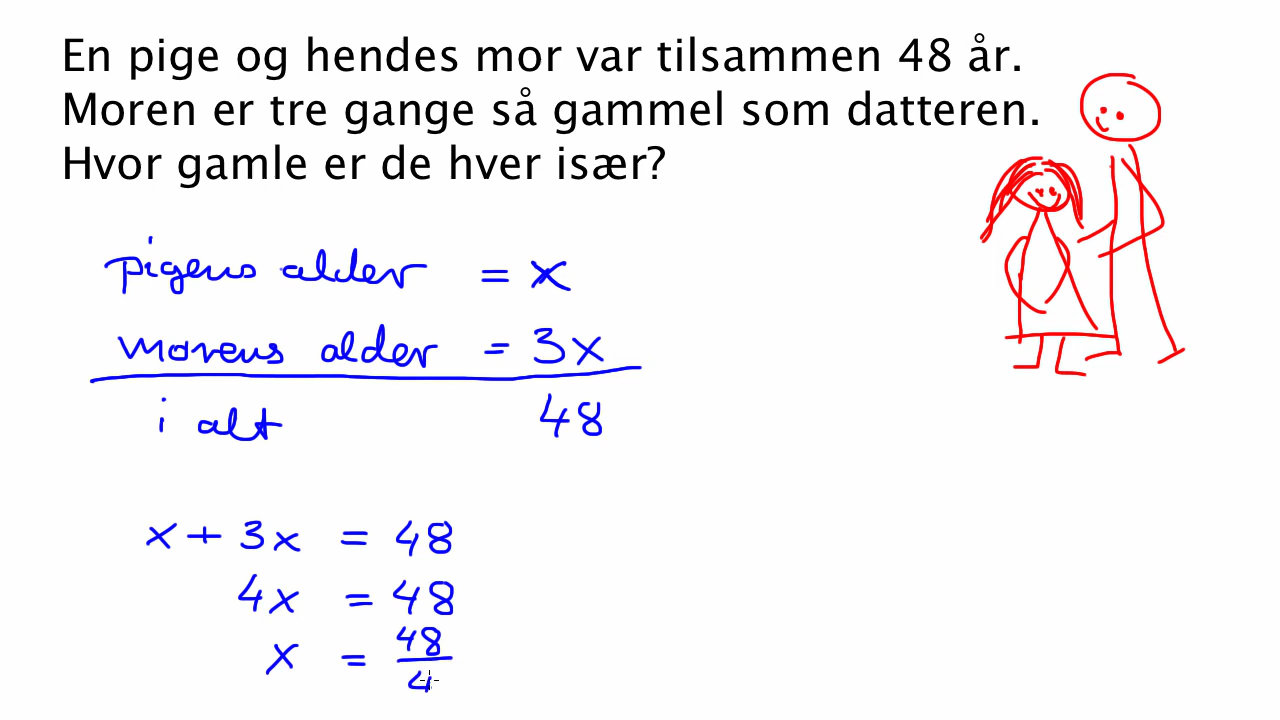 En pige og hendes mor var tilsammen 48 år.
Moren er tre gange så gammel som datteren.
Hvor gamle er de hver især?
pigens alder = x
morens alder = 3x
i alt 48
x + 3x = 48
4x = 48
x = 48/4